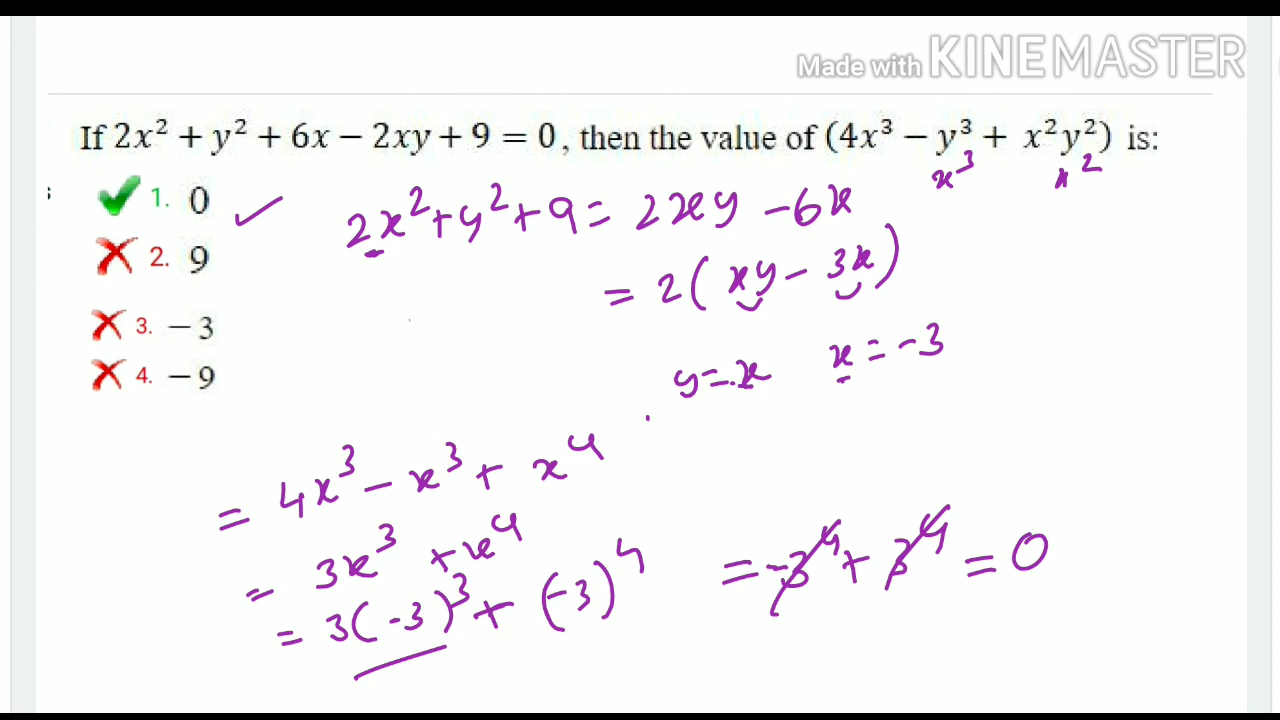 Made with KINEMASTER
If 2x² + y² + 6x − 2xy + 9 = 0, then the value of (4x³ − y³ + x²y²) is:
x³ x²
1. 0
2x²+y²+9 = 2xy −6x
2. 9
= 2(xy − 3x)
3. −3
x = −3
4. −9
y = x
= 4x³ − x³ + x⁴
= 3x³ + x⁴
= 3(-3)³ + (-3)⁴ = -3⁴ + 3⁴ = 0